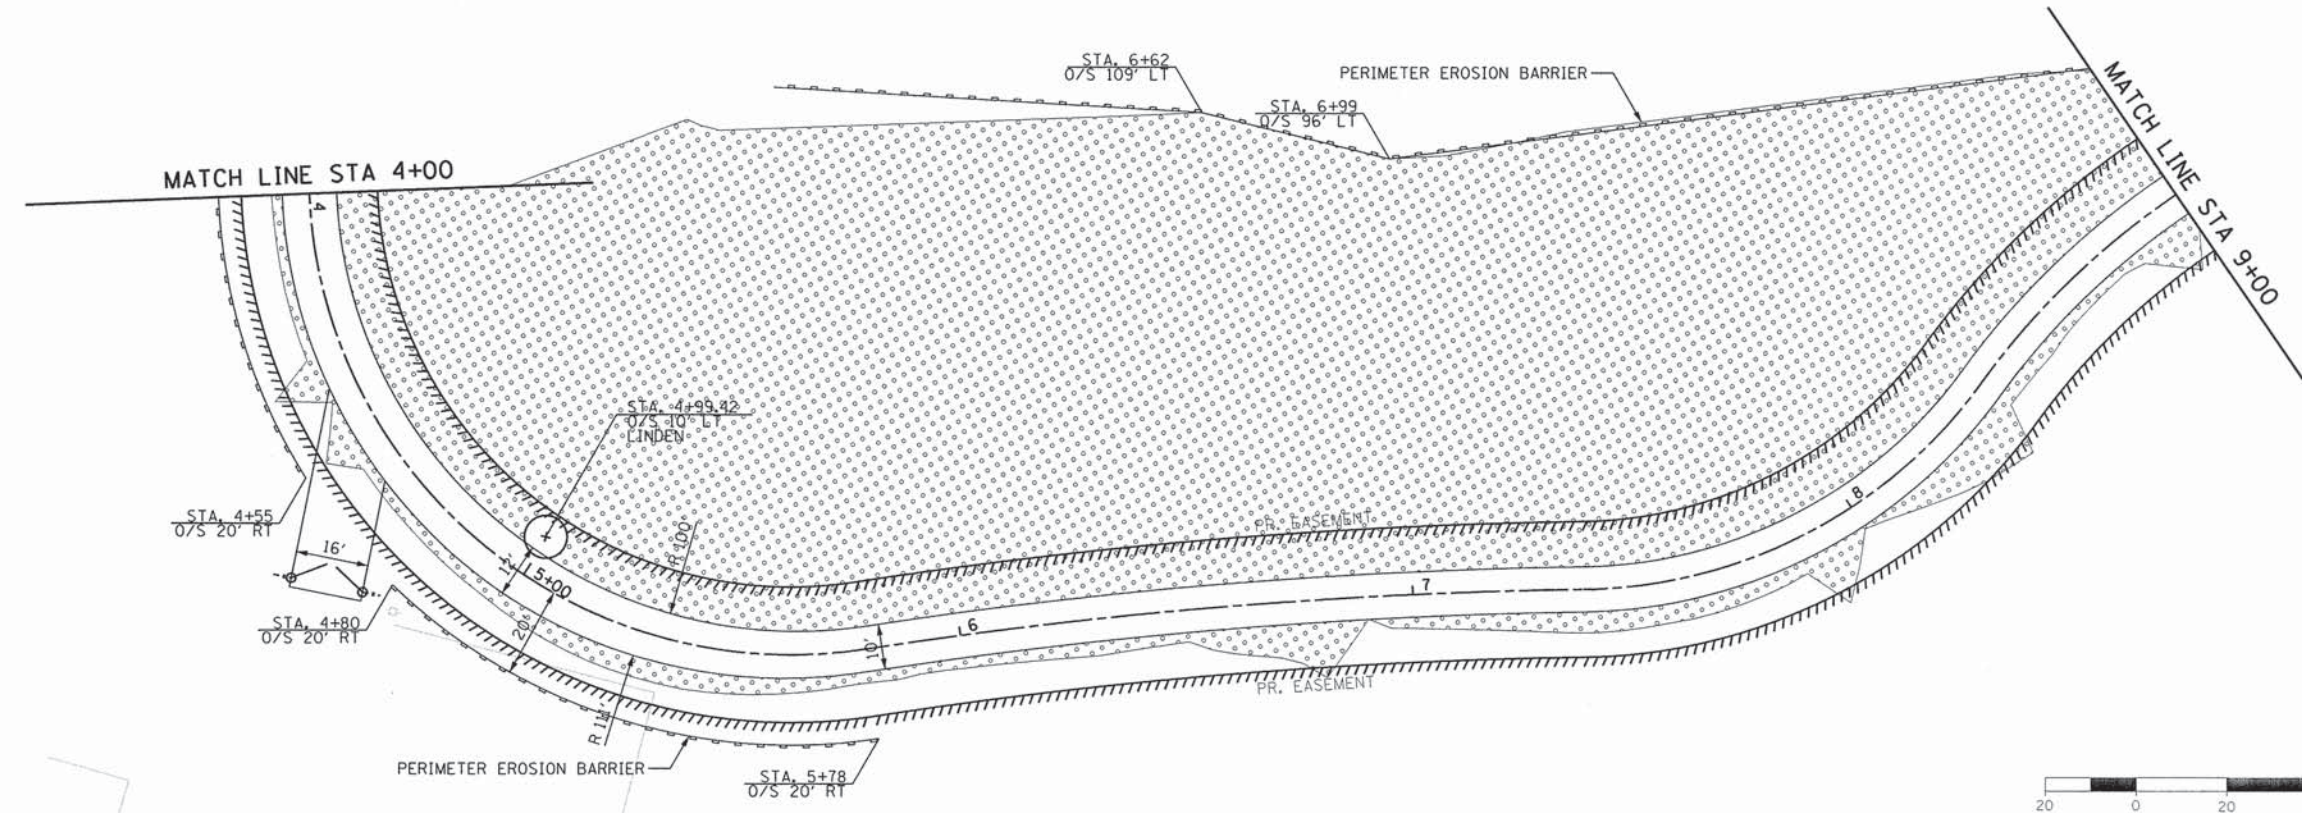 STA. 6+62
O/S 109' LT
PERIMETER EROSION BARRIER
STA. 6+99
O/S 96' LT
MATCH LINE STA 9+00
MATCH LINE STA 4+00
4
STA. 4+99.42
O/S 10' LT
LINDEN
STA. 4+55
O/S 20' RT
16'
12'
5+00
R 100'
PR. EASEMENT
8
7
6
10'
20'
STA. 4+80
O/S 20' RT
PR. EASEMENT
R 111'
PERIMETER EROSION BARRIER
STA. 5+78
O/S 20' RT
20
0
20